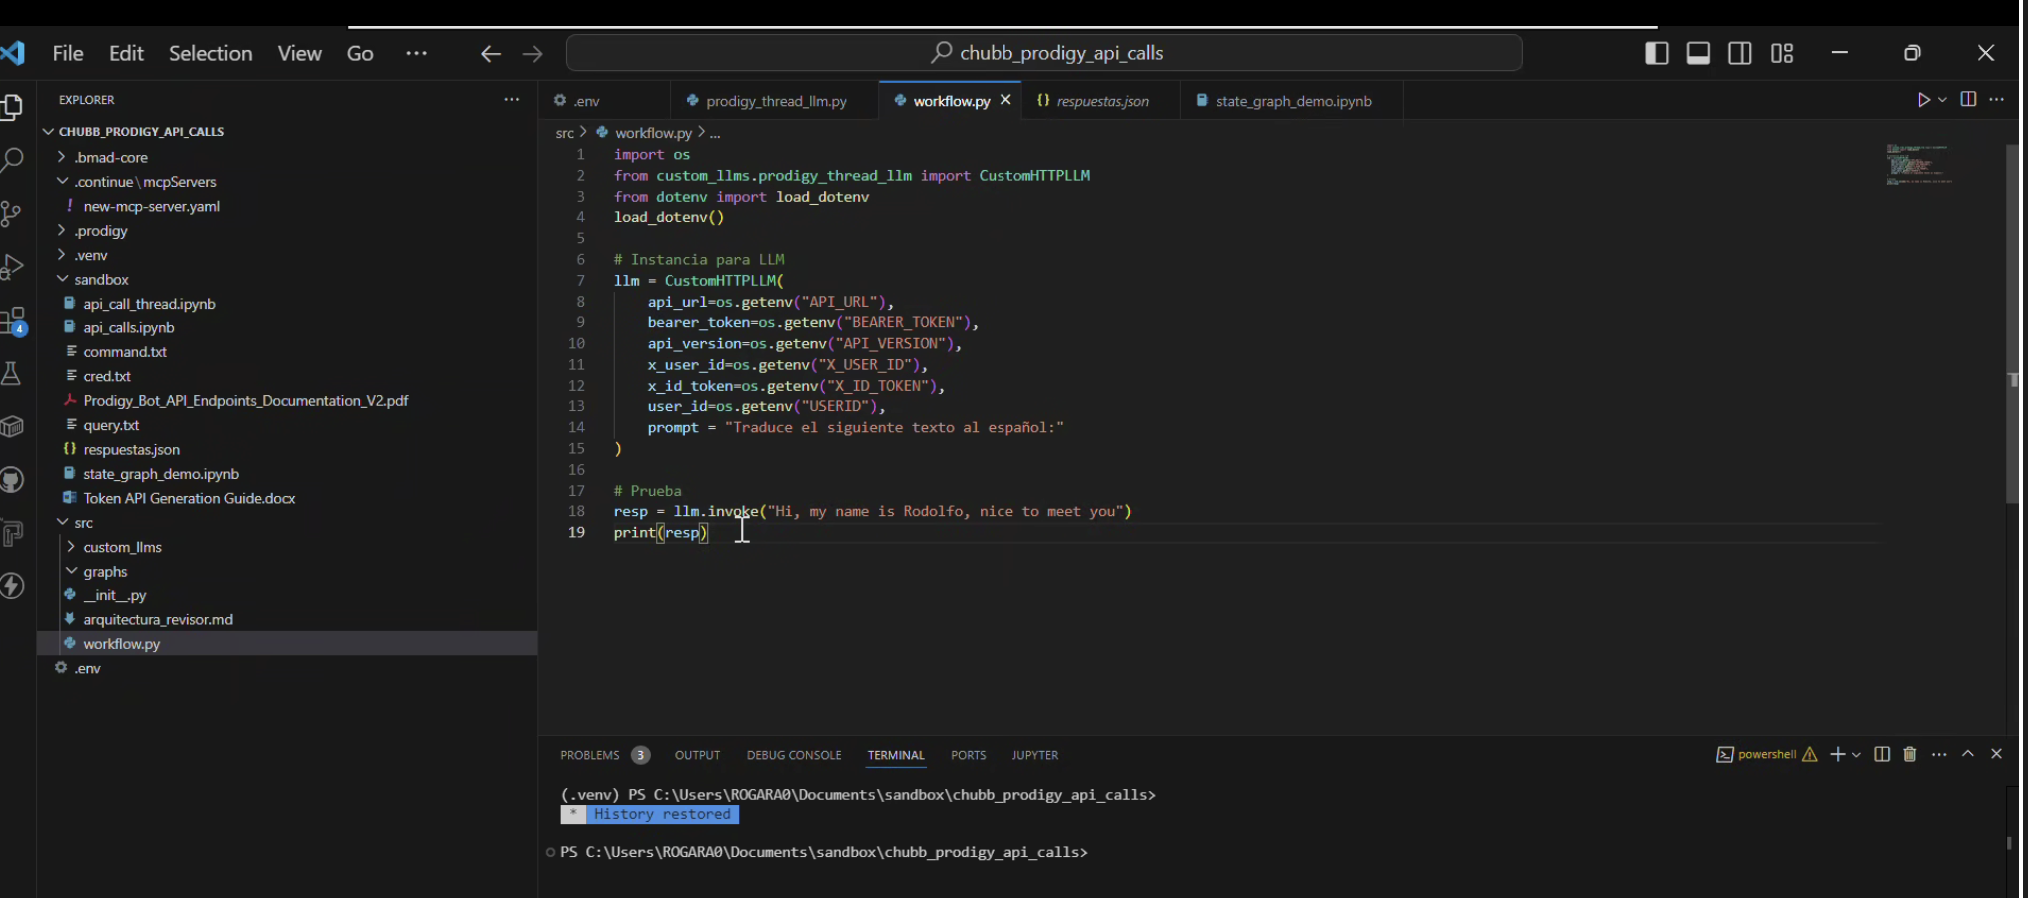 File Edit Selection View Go ··· chubb_prodigy_api_calls
EXPLORER ···
CHUBB_PRODIGY_API_CALLS
.bmad-core
.continue\mcpServers
! new-mcp-server.yaml
.prodigy
.venv
sandbox
api_call_thread.ipynb
api_calls.ipynb
command.txt
cred.txt
Prodigy_Bot_API_Endpoints_Documentation_V2.pdf
query.txt
{} respuestas.json
state_graph_demo.ipynb
Token API Generation Guide.docx
src
custom_llms
graphs
__init__.py
arquitectura_revisor.md
workflow.py
.env
4
.env prodigy_thread_llm.py workflow.py {} respuestas.json state_graph_demo.ipynb
src > workflow.py > ...
1 import os
2 from custom_llms.prodigy_thread_llm import CustomHTTPLLM
3 from dotenv import load_dotenv
4 load_dotenv()
5
6 # Instancia para LLM
7 llm = CustomHTTPLLM(
8 api_url=os.getenv("API_URL"),
9 bearer_token=os.getenv("BEARER_TOKEN"),
10 api_version=os.getenv("API_VERSION"),
11 x_user_id=os.getenv("X_USER_ID"),
12 x_id_token=os.getenv("X_ID_TOKEN"),
13 user_id=os.getenv("USERID"),
14 prompt = "Traduce el siguiente texto al español:"
15 )
16
17 # Prueba
18 resp = llm.invoke("Hi, my name is Rodolfo, nice to meet you")
19 print(resp)
PROBLEMS 3 OUTPUT DEBUG CONSOLE TERMINAL PORTS JUPYTER powershell
(.venv) PS C:\Users\ROGARA0\Documents\sandbox\chubb_prodigy_api_calls>
* History restored
PS C:\Users\ROGARA0\Documents\sandbox\chubb_prodigy_api_calls>